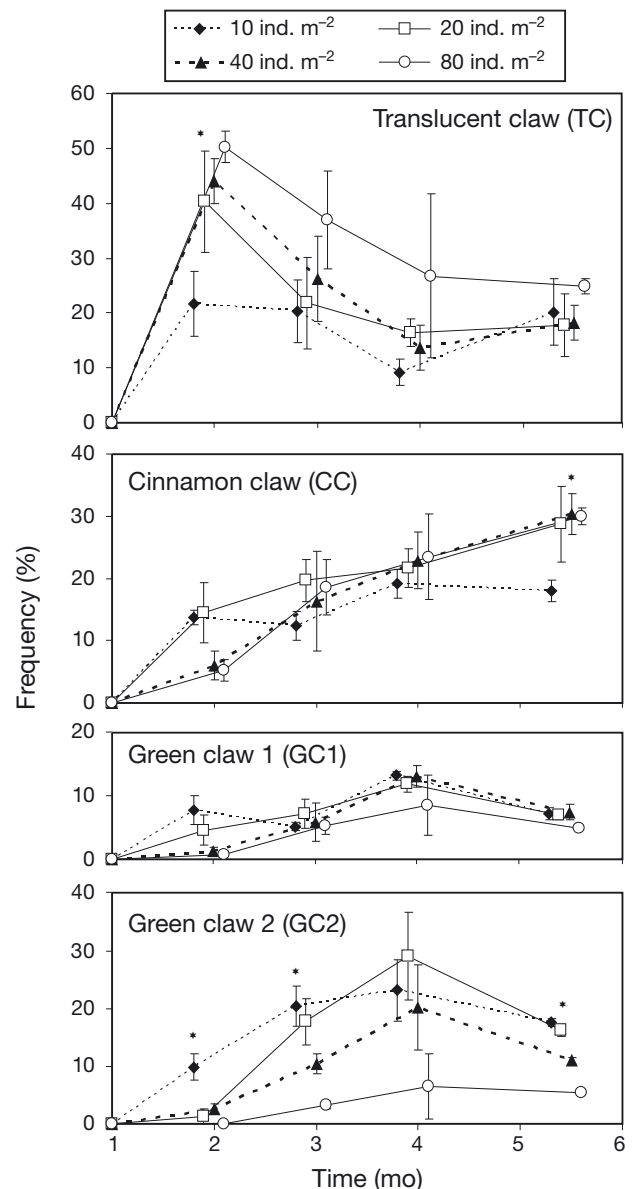 10 ind. m⁻² 20 ind. m⁻²
40 ind. m⁻² 80 ind. m⁻²
60
Translucent claw (TC)
*
50
40
30
20
10
0
40
Cinnamon claw (CC)
*
30
20
10
0
Frequency (%)
20
Green claw 1 (GC1)
10
0
40
Green claw 2 (GC2)
30
* * *
20
10
0
1 2 3 4 5 6
Time (mo)